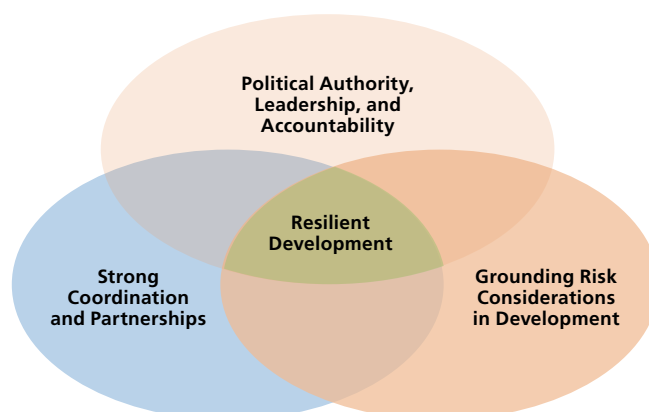 Political Authority,
Leadership, and
Accountability
Resilient
Development
Strong
Coordination
and Partnerships
Grounding Risk
Considerations
in Development